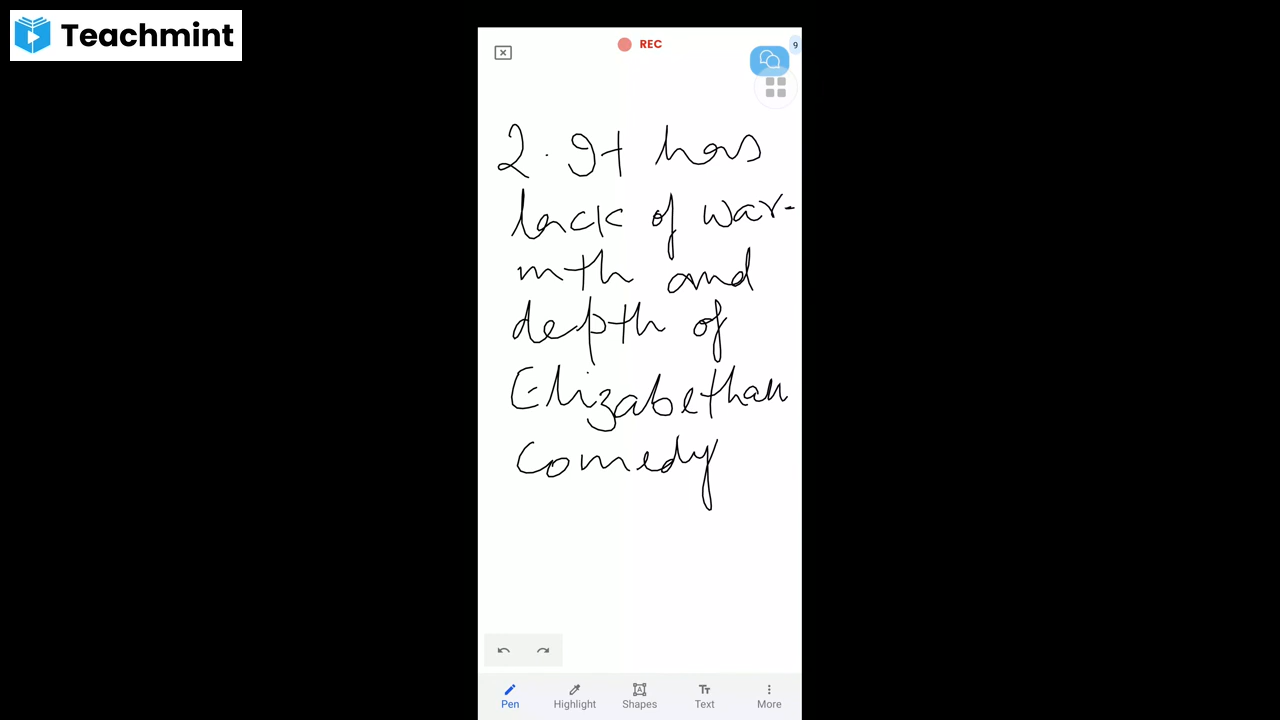 Teachmint
REC
9
2. It has
lack of war-
mth and
depth of
Elizabethan
comedy
Pen
Highlight
Shapes
Text
More